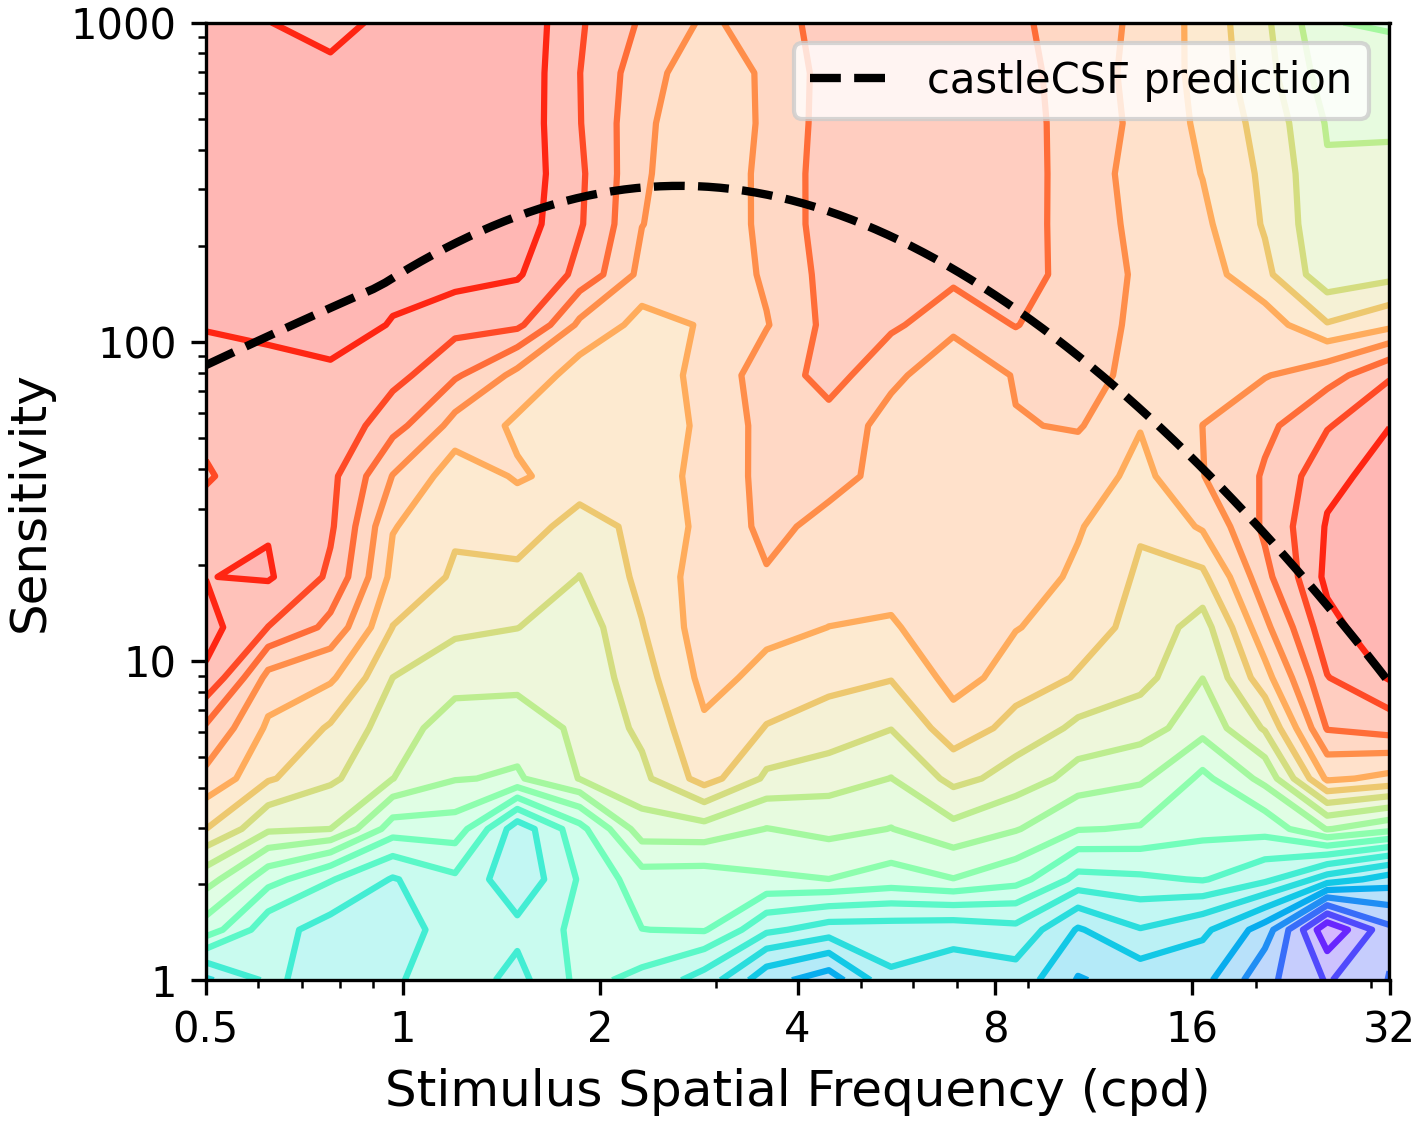 1000
100
10
1
Sensitivity
castleCSF prediction
0.5 1 2 4 8 16 32
Stimulus Spatial Frequency (cpd)